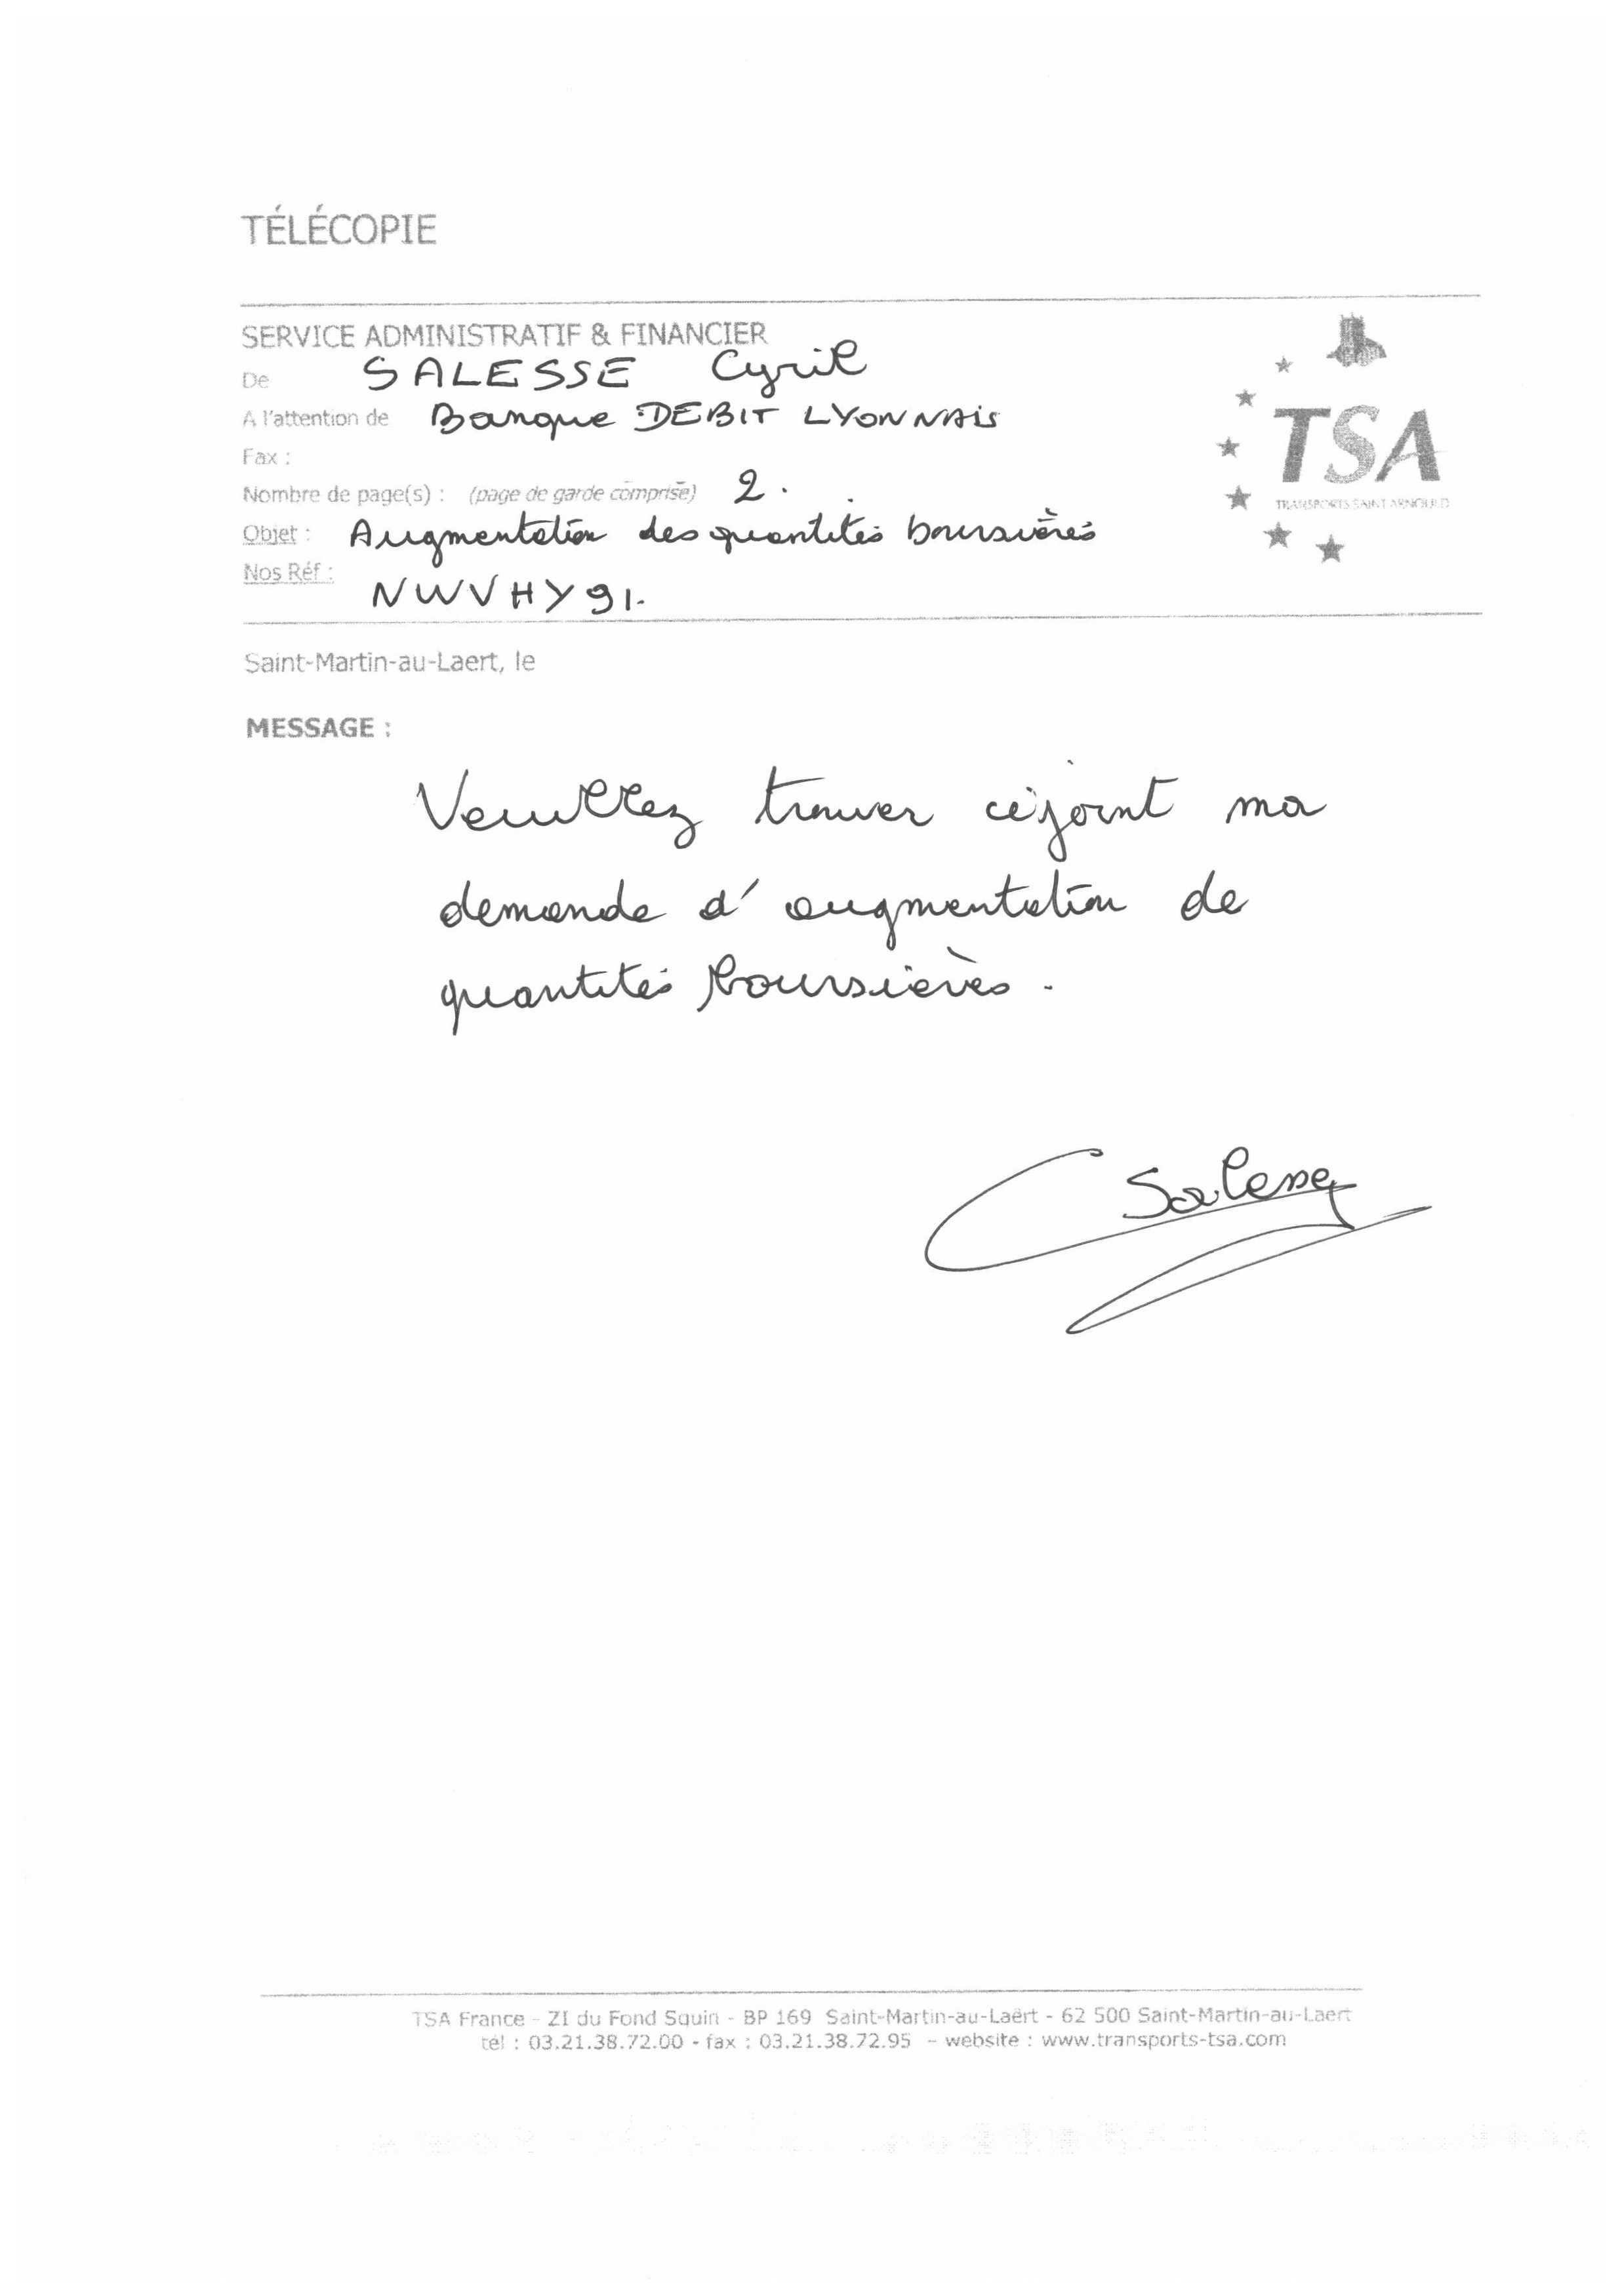 TÉLÉCOPIE
SERVICE ADMINISTRATIF & FINANCIER
De SALESSE Cyril
A l'attention de Banque DEBIT LYONNAIS
Fax :
Nombre de page(s) : (page de garde comprise) 2.
Objet : Augmentation des quantités boursières
Nos Réf : NWVHY91.
TSA
TRANSPORTS SAINT ARNOULD
Saint-Martin-au-Laert, le
MESSAGE :
Veuillez trouver ci-joint ma
demande d'augmentation de
quantités boursières.
C Salesse
TSA France - ZI du Fond Squin - BP 169 Saint-Martin-au-Laërt - 62 500 Saint-Martin-au-Laert
tél : 03.21.38.72.00 - fax : 03.21.38.72.95 - website : www.transports-tsa.com